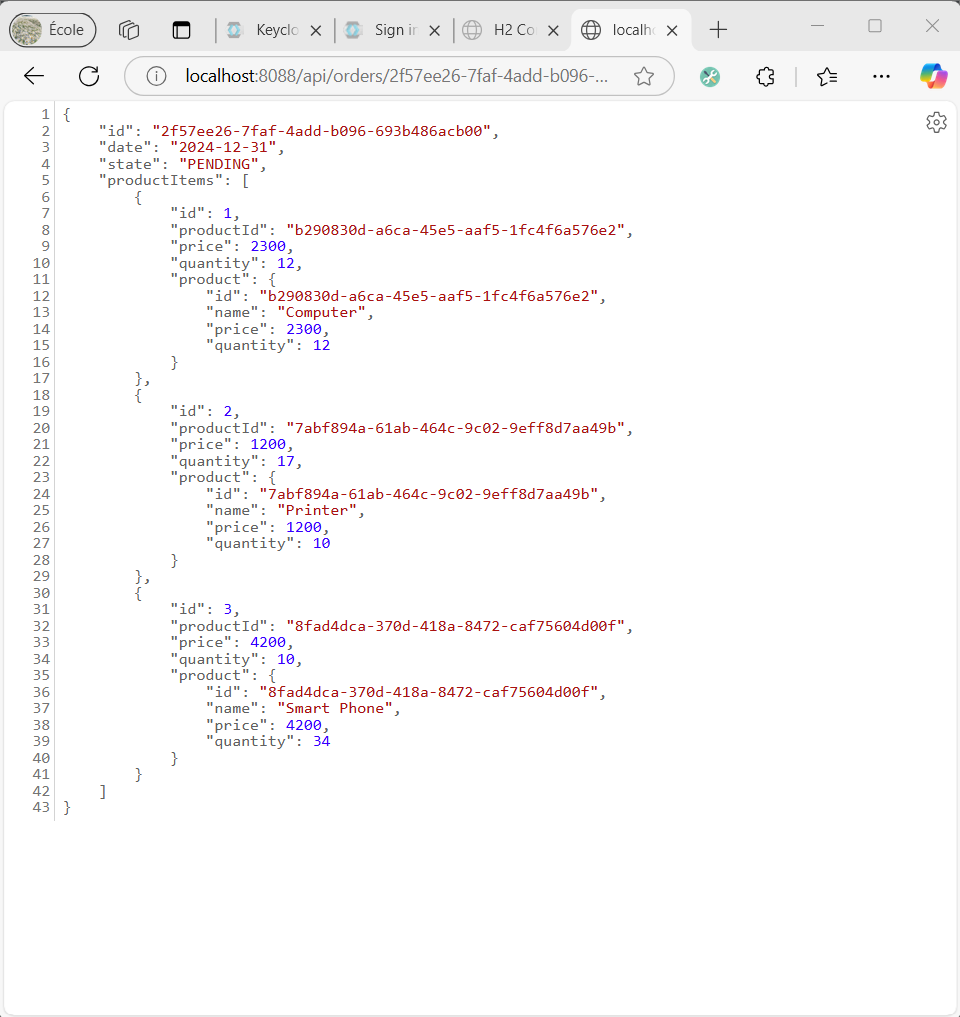 École
Keyclo
Sign in
H2 Co
localho
localhost:8088/api/orders/2f57ee26-7faf-4add-b096-...
1 {
2     "id": "2f57ee26-7faf-4add-b096-693b486acb00",
3     "date": "2024-12-31",
4     "state": "PENDING",
5     "productItems": [
6         {
7             "id": 1,
8             "productId": "b290830d-a6ca-45e5-aaf5-1fc4f6a576e2",
9             "price": 2300,
10             "quantity": 12,
11             "product": {
12                 "id": "b290830d-a6ca-45e5-aaf5-1fc4f6a576e2",
13                 "name": "Computer",
14                 "price": 2300,
15                 "quantity": 12
16             }
17         },
18         {
19             "id": 2,
20             "productId": "7abf894a-61ab-464c-9c02-9eff8d7aa49b",
21             "price": 1200,
22             "quantity": 17,
23             "product": {
24                 "id": "7abf894a-61ab-464c-9c02-9eff8d7aa49b",
25                 "name": "Printer",
26                 "price": 1200,
27                 "quantity": 10
28             }
29         },
30         {
31             "id": 3,
32             "productId": "8fad4dca-370d-418a-8472-caf75604d00f",
33             "price": 4200,
34             "quantity": 10,
35             "product": {
36                 "id": "8fad4dca-370d-418a-8472-caf75604d00f",
37                 "name": "Smart Phone",
38                 "price": 4200,
39                 "quantity": 34
40             }
41         }
42     ]
43 }